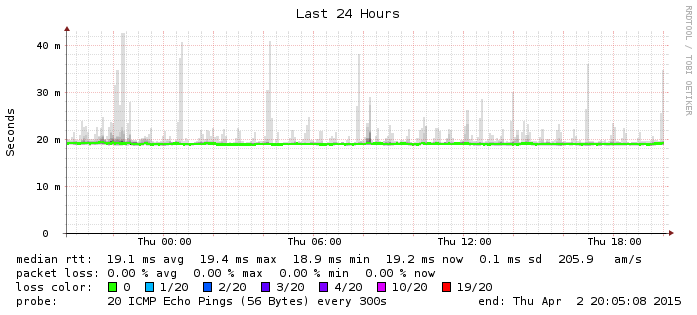 Last 24 Hours
RRDTOOL / TOBI OETIKER
Seconds
40 m
30 m
20 m
10 m
0
Thu 00:00 Thu 06:00 Thu 12:00 Thu 18:00
median rtt: 19.1 ms avg 19.4 ms max 18.9 ms min 19.2 ms now 0.1 ms sd 205.9 am/s
packet loss: 0.00 % avg 0.00 % max 0.00 % min 0.00 % now
loss color: 0 1/20 2/20 3/20 4/20 10/20 19/20
probe: 20 ICMP Echo Pings (56 Bytes) every 300s end: Thu Apr 2 20:05:08 2015